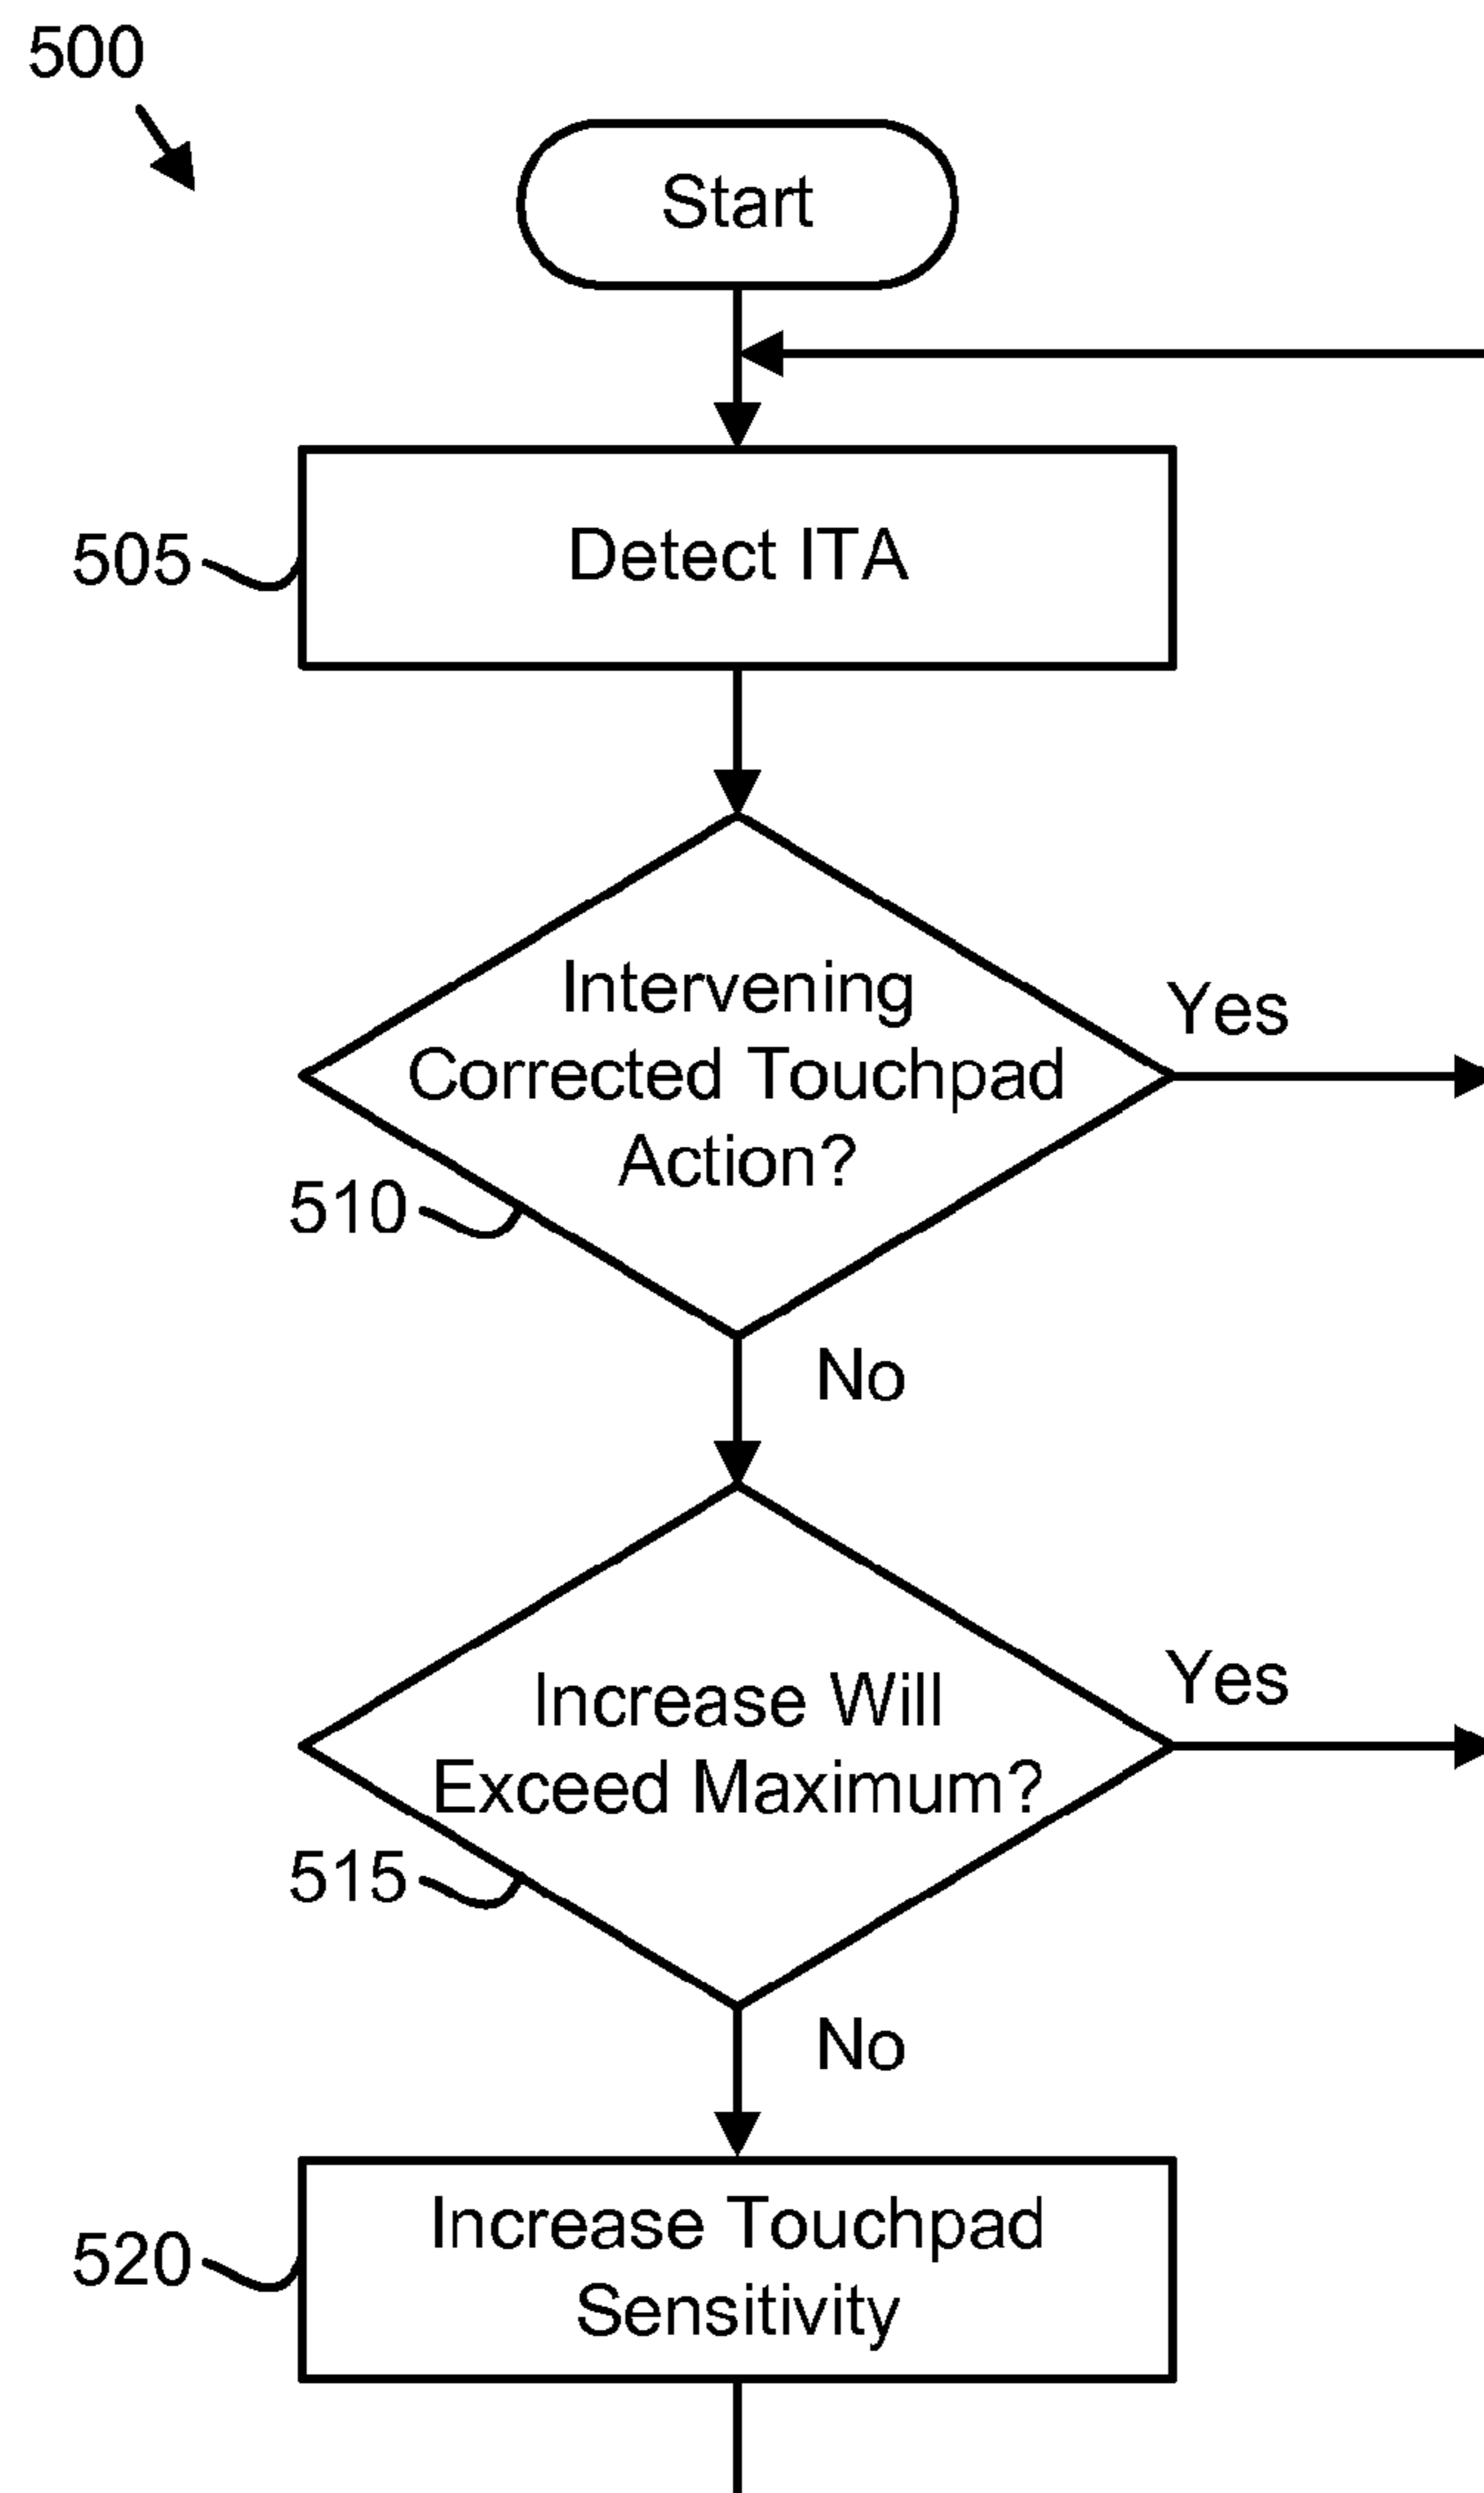 500
Start
505
Detect ITA
Intervening
Corrected Touchpad
Action?
Yes
510
No
Increase Will
Exceed Maximum?
Yes
515
No
520
Increase Touchpad
Sensitivity